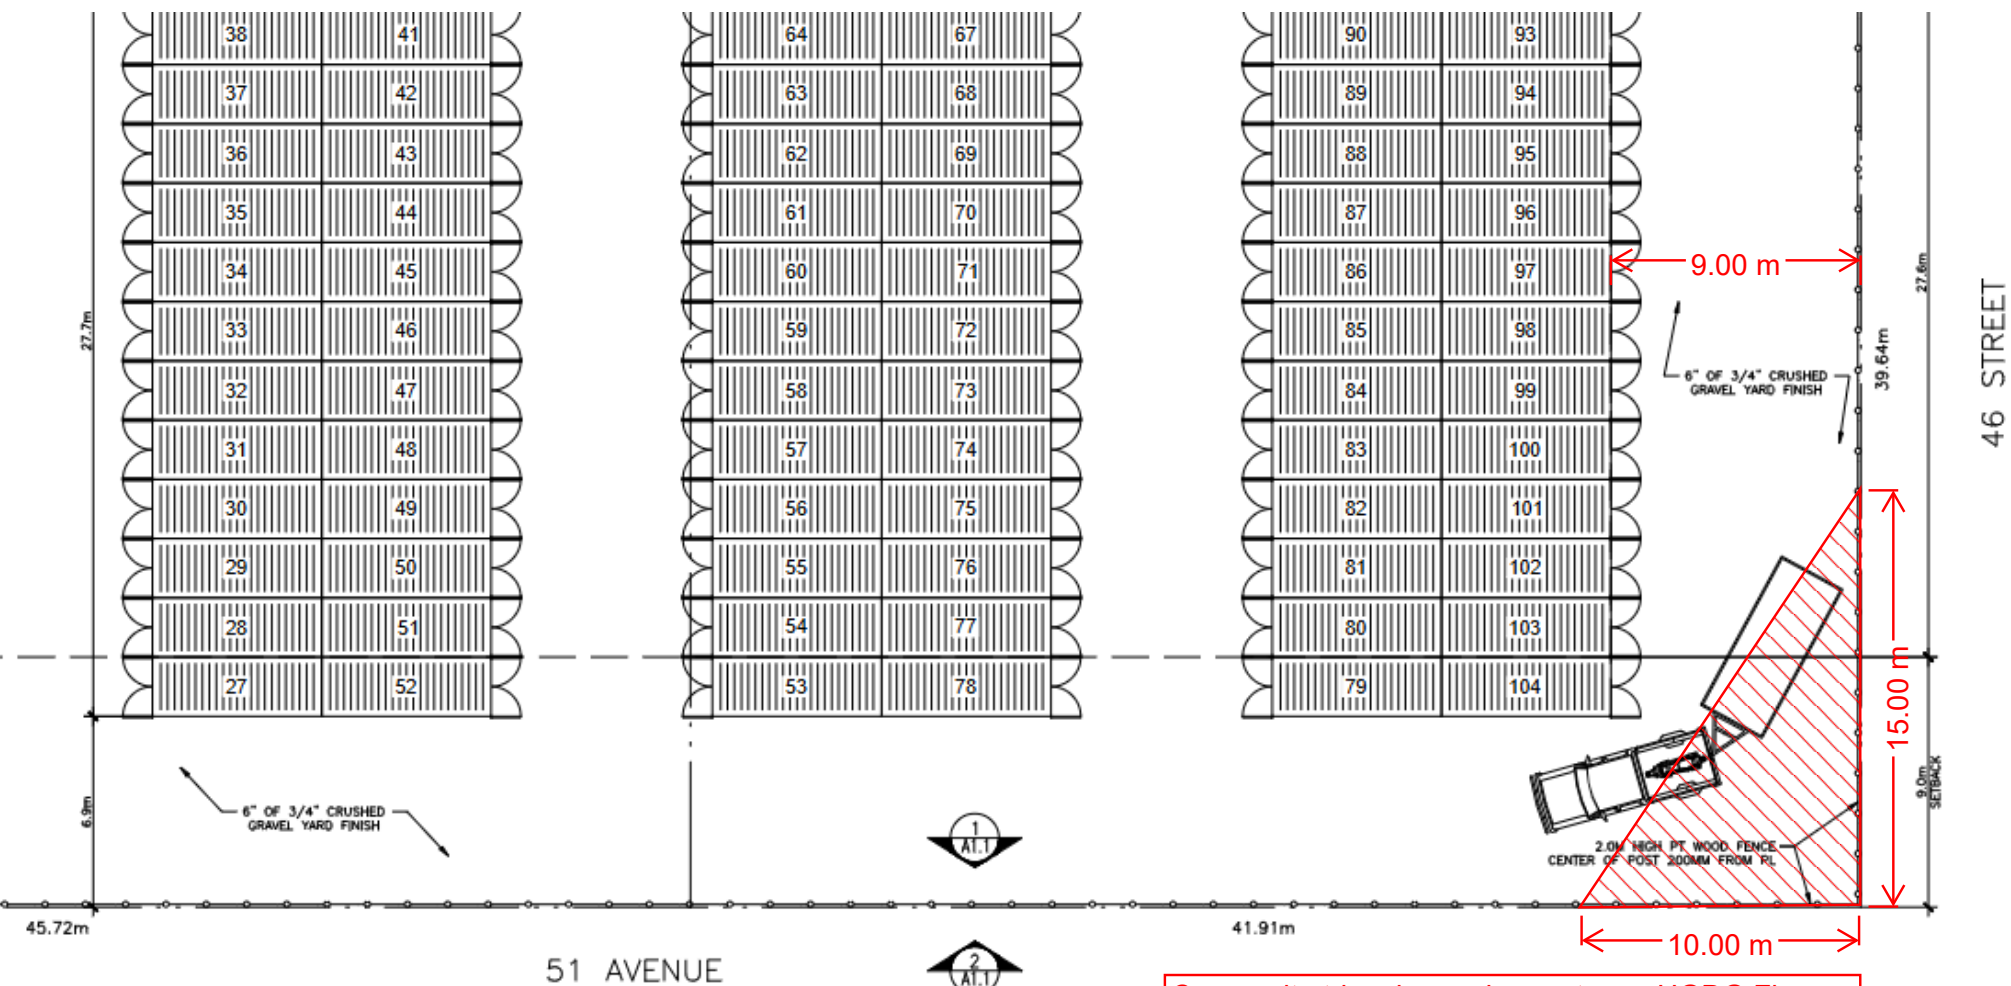 38 41 64 67 90 93
37 42 63 68 89 94
36 43 62 69 88 95
35 44 61 70 87 96
34 45 60 71 86 97
9.00 m
27.6m
33 46 59 72 85 98
27.7m
39.64m
46 STREET
6" OF 3/4" CRUSHED
GRAVEL YARD FINISH
32 47 58 73 84 99
31 48 57 74 83 100
30 49 56 75 82 101
29 50 55 76 81 102
28 51 54 77 80 103
27 52 53 78 79 104
15.00 m
9.0m
SETBACK
6.9m
6" OF 3/4" CRUSHED
GRAVEL YARD FINISH
1
A1.1
2.0M HIGH PT WOOD FENCE
CENTER OF POST 200MM FROM PL
45.72m
41.91m
10.00 m
51 AVENUE
2
A1.1